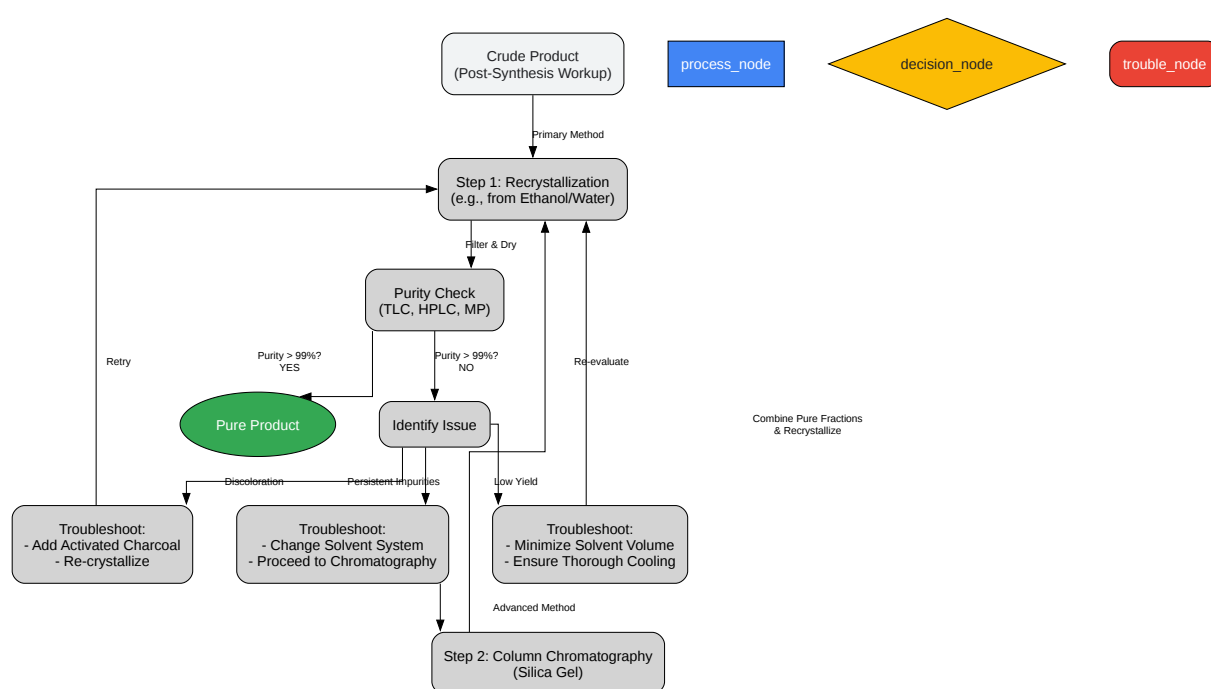 Crude Product
(Post-Synthesis Workup)
process_node
decision_node
trouble_node
Primary Method
Step 1: Recrystallization
(e.g., from Ethanol/Water)
Filter & Dry
Purity Check
(TLC, HPLC, MP)
Retry
Purity > 99%?
YES
Purity > 99%?
NO
Re-evaluate
Pure Product
Identify Issue
Combine Pure Fractions
& Recrystallize
Discoloration
Persistent Impurities
Low Yield
Troubleshoot:
- Add Activated Charcoal
- Re-crystallize
Troubleshoot:
- Change Solvent System
- Proceed to Chromatography
Troubleshoot:
- Minimize Solvent Volume
- Ensure Thorough Cooling
Advanced Method
Step 2: Column Chromatography
(Silica Gel)